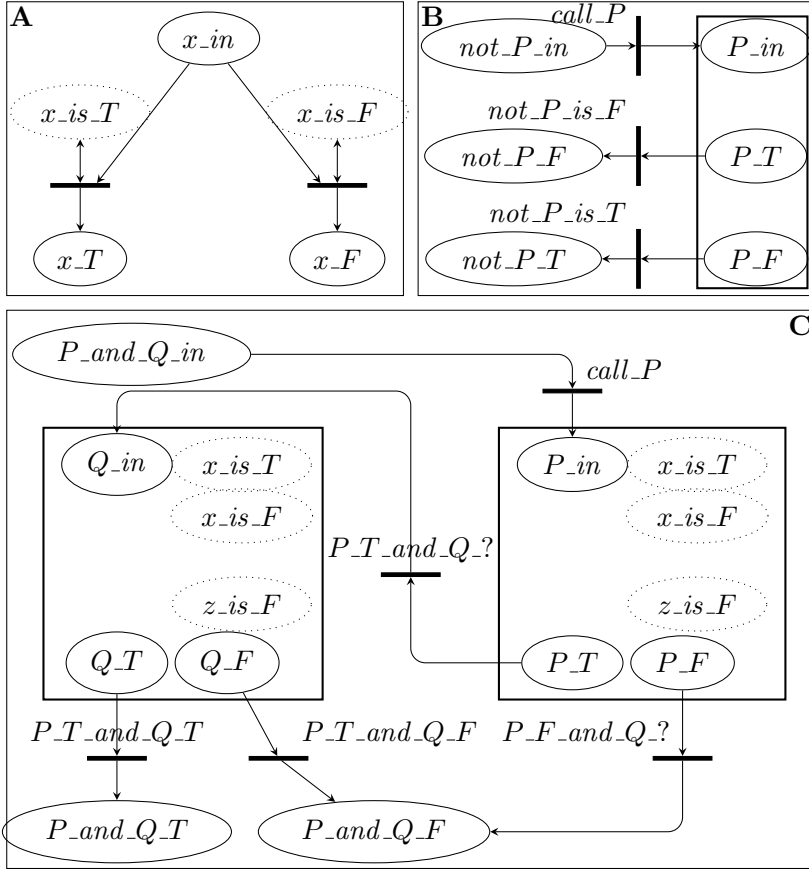 A
x_in
x_is_T
x_is_F
x_T
x_F
B
call_P
not_P_in
P_in
not_P_is_F
not_P_F
P_T
not_P_is_T
not_P_T
P_F
C
P_and_Q_in
call_P
Q_in
x_is_T
P_in
x_is_T
x_is_F
x_is_F
P_T_and_Q_?
z_is_F
z_is_F
Q_T
Q_F
P_T
P_F
P_T_and_Q_T
P_T_and_Q_F
P_F_and_Q_?
P_and_Q_T
P_and_Q_F